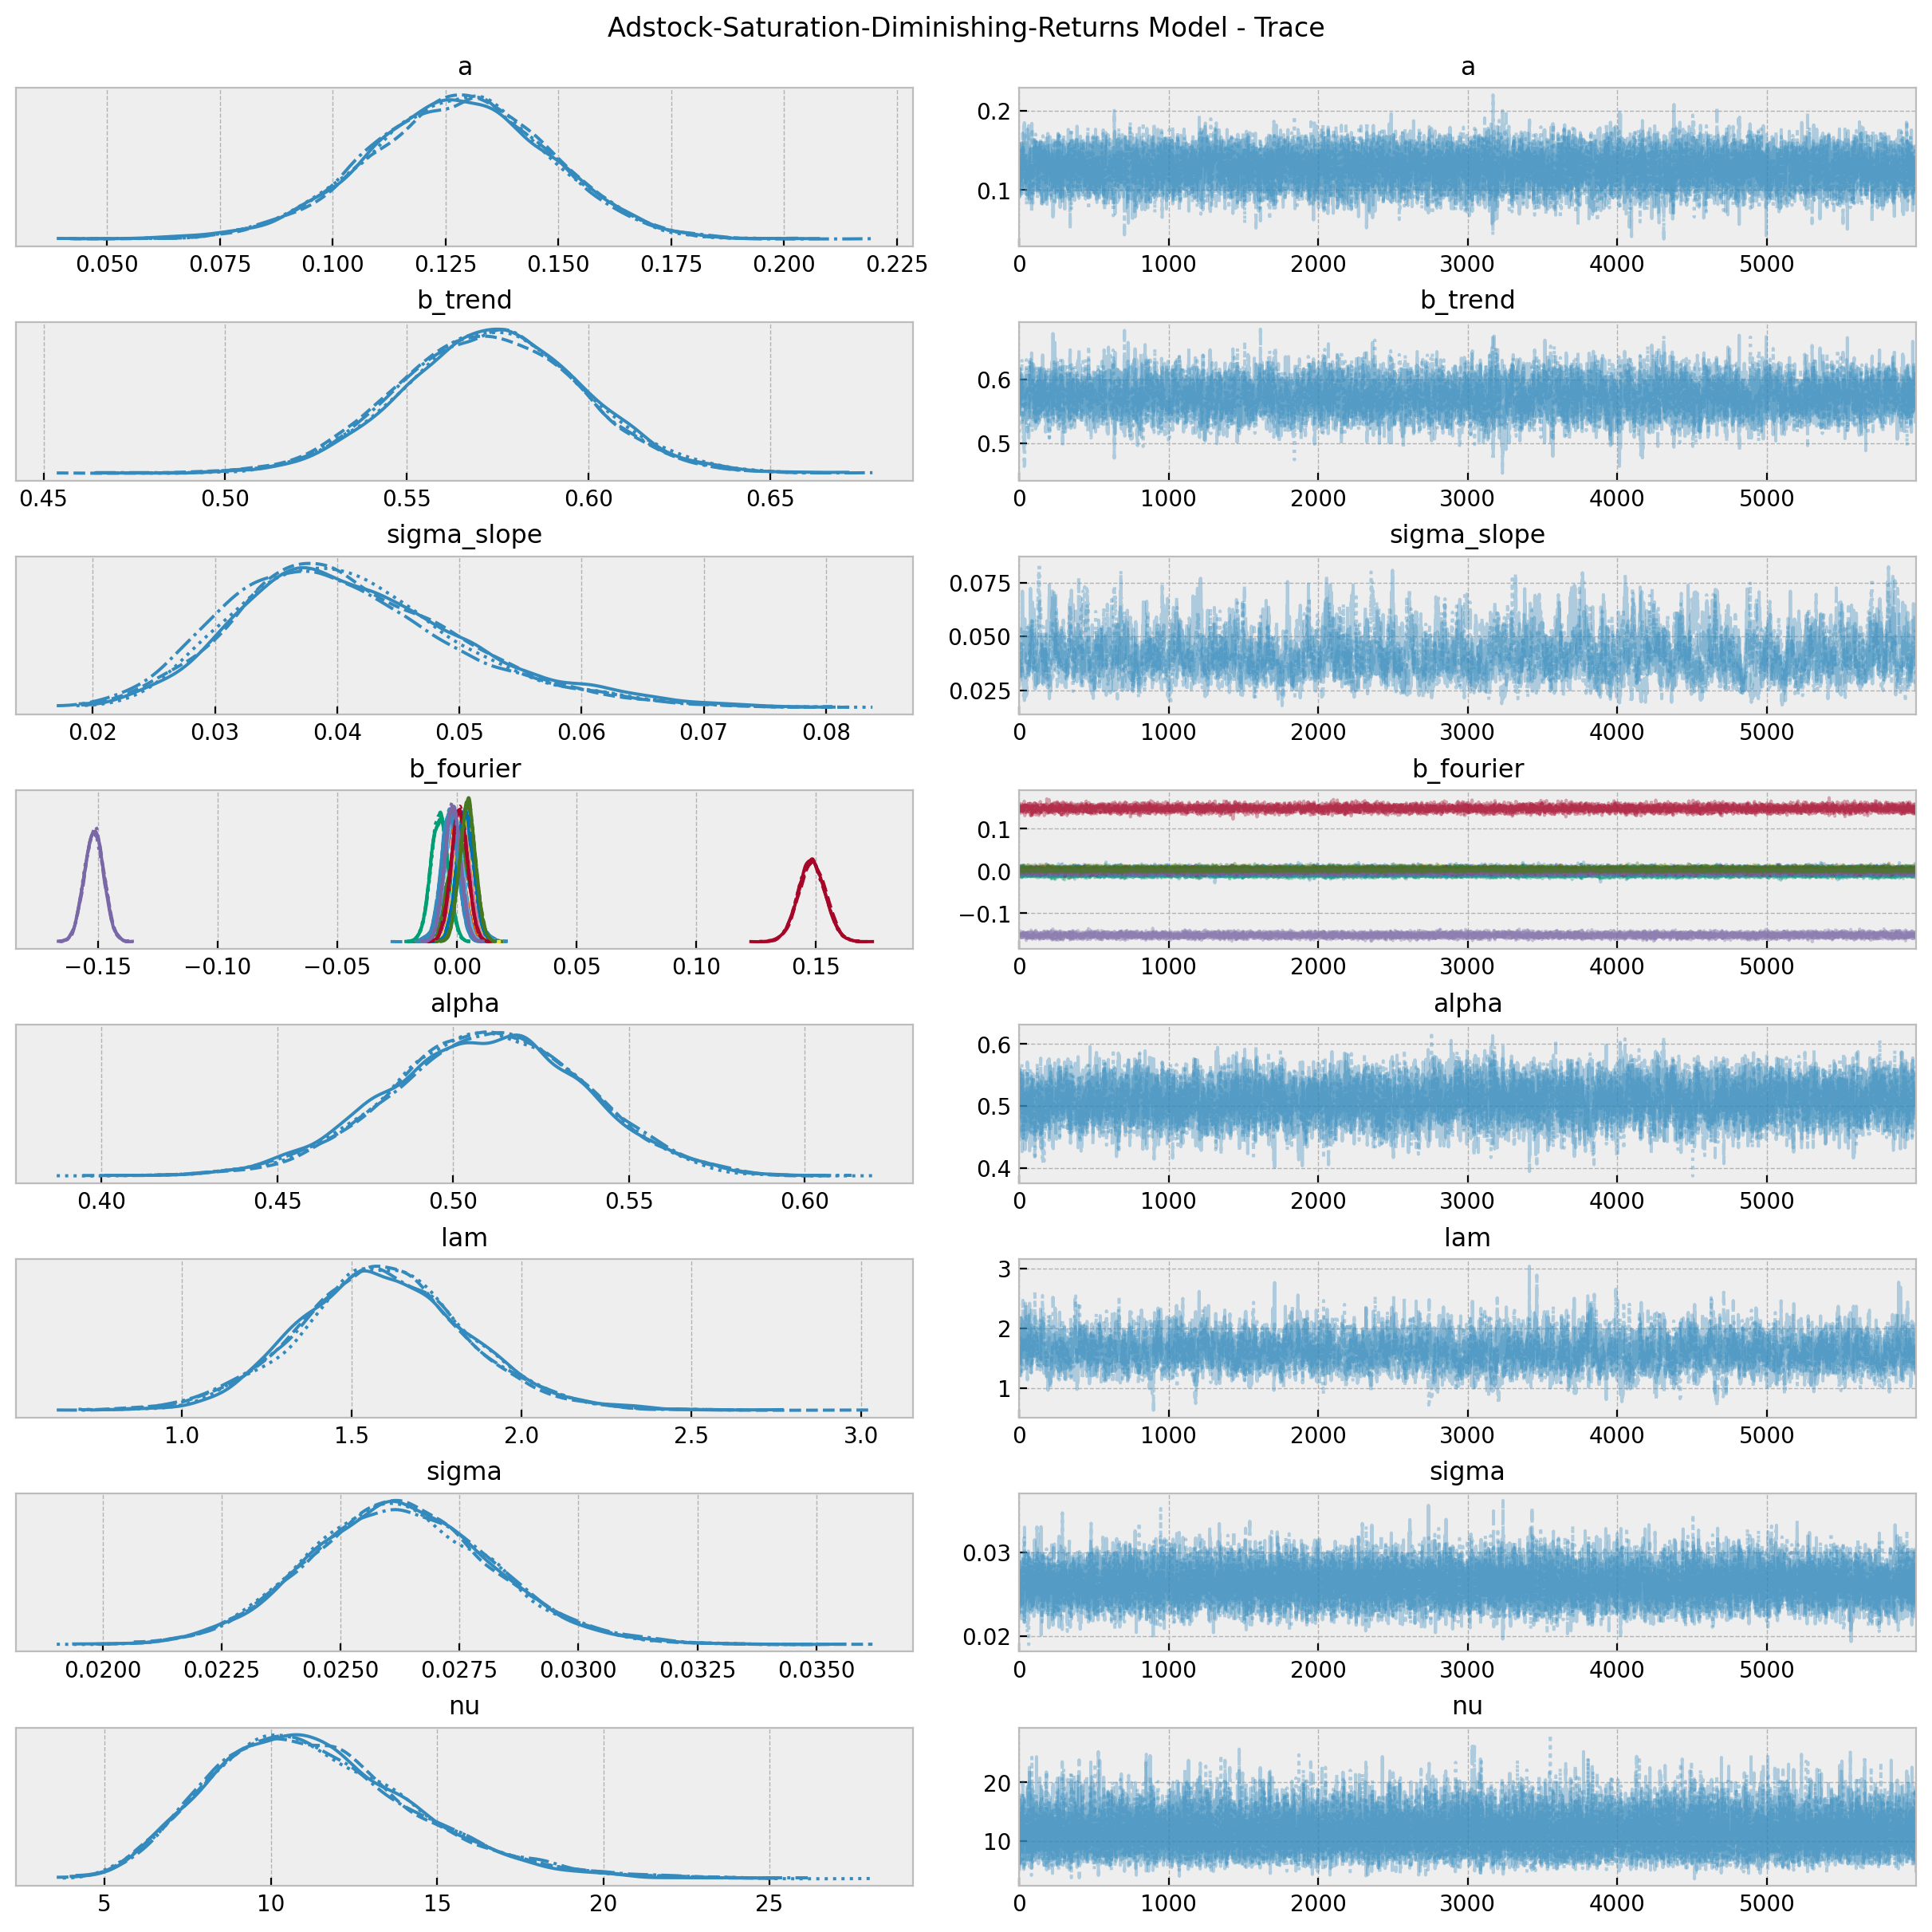 Adstock-Saturation-Diminishing-Returns Model - Trace
a a
0.2
0.1
0.050 0.075 0.100 0.125 0.150 0.175 0.200 0.225 0 1000 2000 3000 4000 5000
b_trend b_trend
0.6
0.5
0.45 0.50 0.55 0.60 0.65 0 1000 2000 3000 4000 5000
sigma_slope sigma_slope
0.075
0.050
0.025
0.02 0.03 0.04 0.05 0.06 0.07 0.08 0 1000 2000 3000 4000 5000
b_fourier b_fourier
0.1
0.0
−0.1
−0.15 −0.10 −0.05 0.00 0.05 0.10 0.15 0 1000 2000 3000 4000 5000
alpha alpha
0.6
0.5
0.4
0.40 0.45 0.50 0.55 0.60 0 1000 2000 3000 4000 5000
lam lam
3
2
1
1.0 1.5 2.0 2.5 3.0 0 1000 2000 3000 4000 5000
sigma sigma
0.03
0.02
0.0200 0.0225 0.0250 0.0275 0.0300 0.0325 0.0350 0 1000 2000 3000 4000 5000
nu nu
20
10
5 10 15 20 25 0 1000 2000 3000 4000 5000